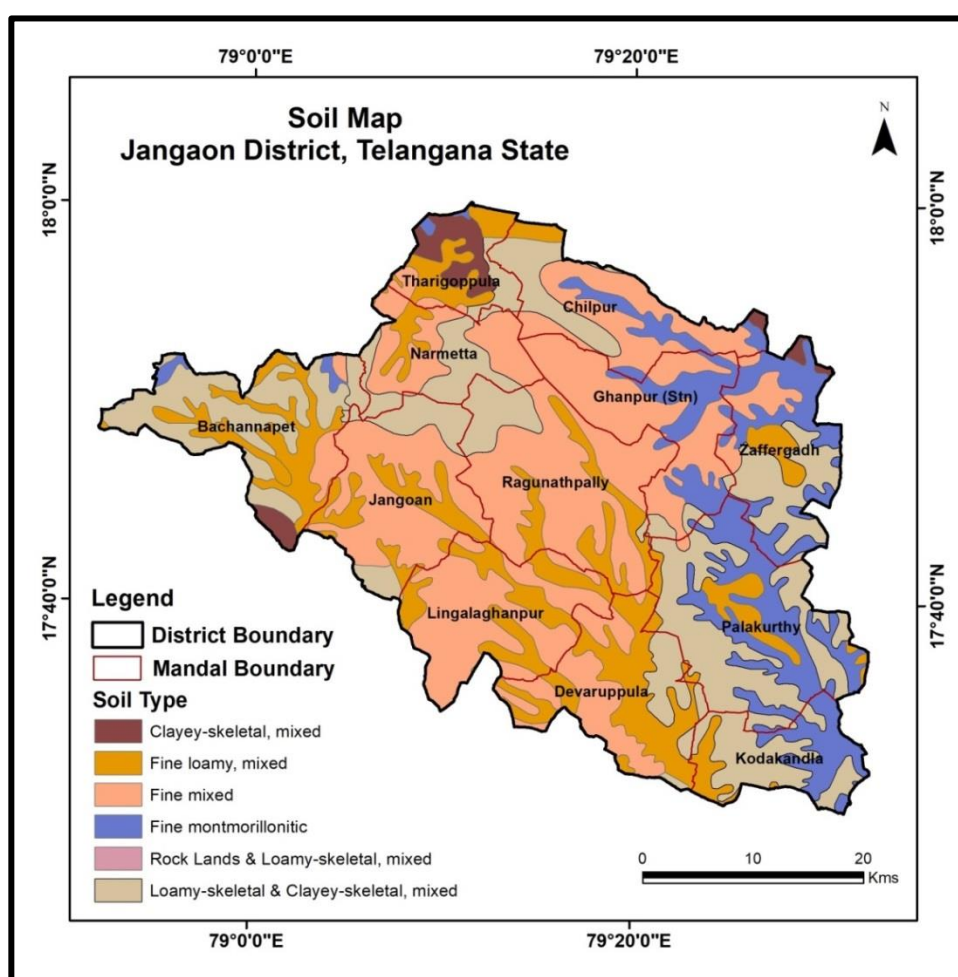 79°0'0"E
79°20'0"E
Soil Map
Jangaon District, Telangana State
N
18°0'0"N
18°0'0"N
Tharigoppula
Chilpur
Narmetta
Ghanpur (Stn)
Bachannapet
Zaffergadh
Ragunathpally
Jangoan
17°40'0"N
17°40'0"N
Lingalaghanpur
Palakurthy
Devaruppula
Kodakandla
Legend
District Boundary
Mandal Boundary
Soil Type
Clayey-skeletal, mixed
Fine loamy, mixed
Fine mixed
Fine montmorillonitic
Rock Lands & Loamy-skeletal, mixed
Loamy-skeletal & Clayey-skeletal, mixed
0 10 20
Kms
79°0'0"E
79°20'0"E